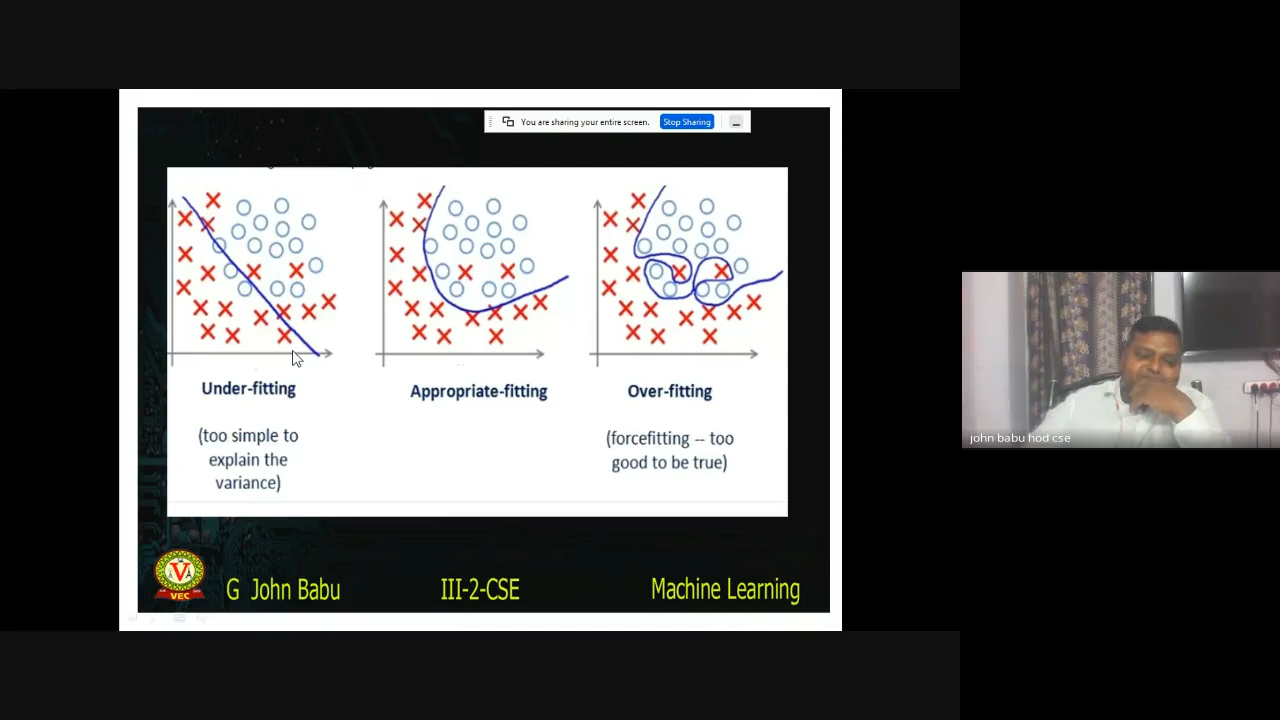 You are sharing your entire screen.
Stop Sharing
Under-fitting
Appropriate-fitting
Over-fitting
(too simple to
explain the
variance)
(forcefitting -- too
good to be true)
V
VEC
G John Babu
III-2-CSE
Machine Learning
john babu hod cse